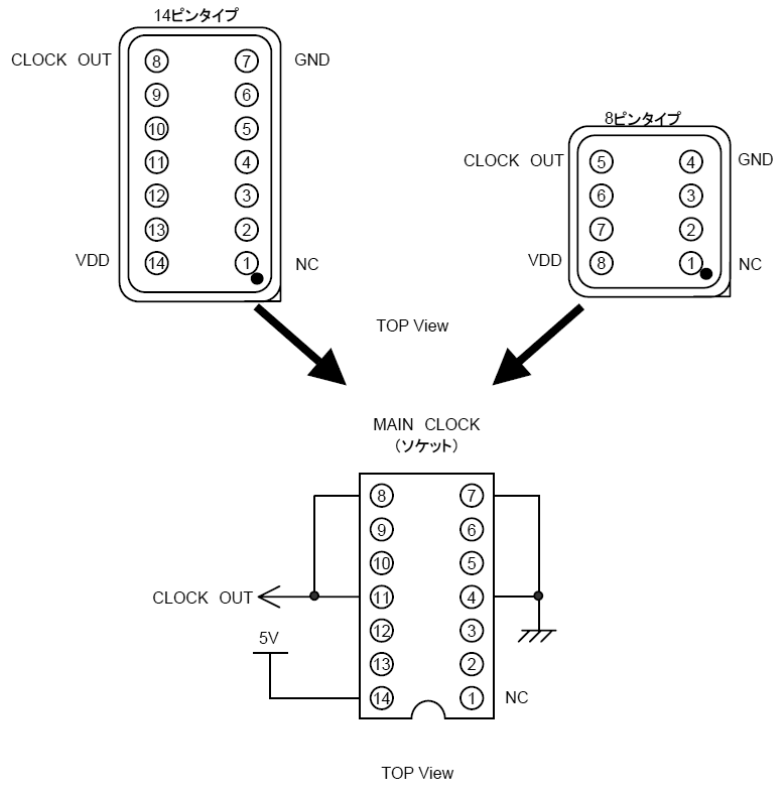 14ピンタイプ
CLOCK OUT 8 7 GND
9 6
10 5
11 4
12 3
13 2
VDD 14 1 NC
8ピンタイプ
CLOCK OUT 5 4 GND
6 3
7 2
VDD 8 1 NC
TOP View
MAIN CLOCK
(ソケット)
8 7
9 6
10 5
CLOCK OUT 11 4
12 3
5V
13 2
14 1 NC
TOP View